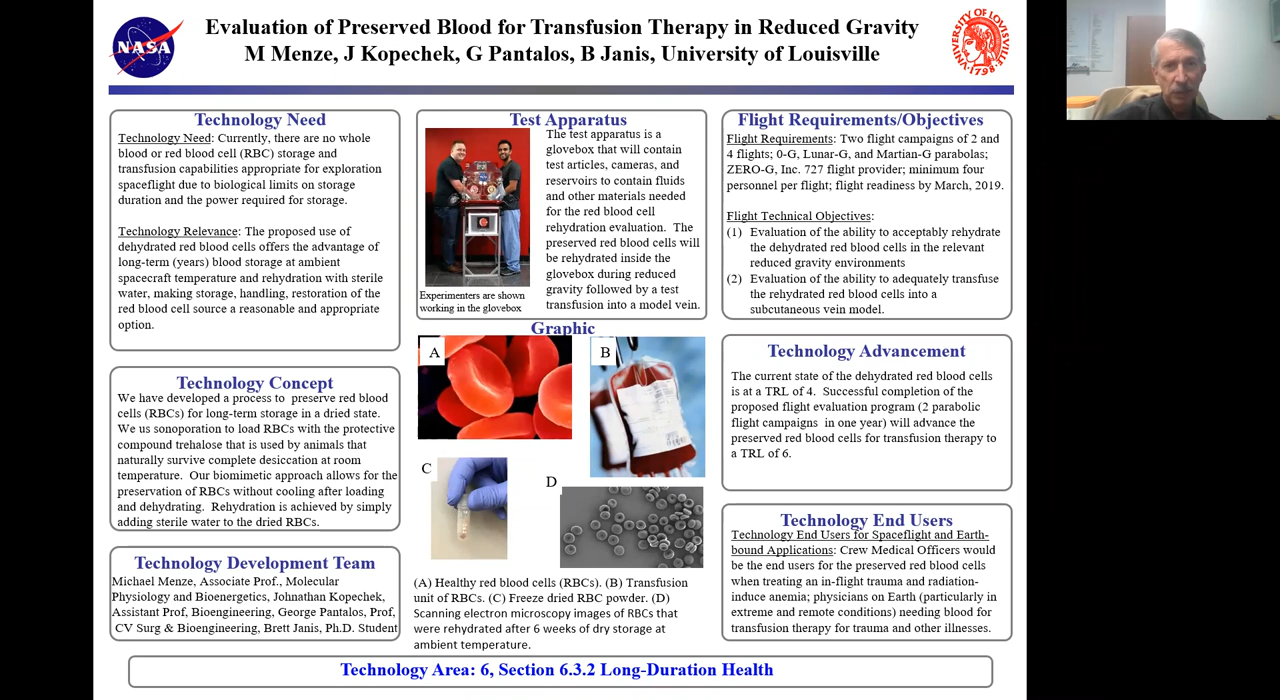 NASA
Evaluation of Preserved Blood for Transfusion Therapy in Reduced Gravity
M Menze, J Kopechek, G Pantalos, B Janis, University of Louisville
UNIVERSITY OF LOUISVILLE
1798
Technology Need
Technology Need: Currently, there are no whole
blood or red blood cell (RBC) storage and
transfusion capabilities appropriate for exploration
spaceflight due to biological limits on storage
duration and the power required for storage.
Technology Relevance: The proposed use of
dehydrated red blood cells offers the advantage of
long-term (years) blood storage at ambient
spacecraft temperature and rehydration with sterile
water, making storage, handling, restoration of the
red blood cell source a reasonable and appropriate
option.
Technology Concept
We have developed a process to preserve red blood
cells (RBCs) for long-term storage in a dried state.
We us sonoporation to load RBCs with the protective
compound trehalose that is used by animals that
naturally survive complete desiccation at room
temperature. Our biomimetic approach allows for the
preservation of RBCs without cooling after loading
and dehydrating. Rehydration is achieved by simply
adding sterile water to the dried RBCs.
Technology Development Team
Michael Menze, Associate Prof., Molecular
Physiology and Bioenergetics, Johnathan Kopechek,
Assistant Prof, Bioengineering, George Pantalos, Prof,
CV Surg & Bioengineering, Brett Janis, Ph.D. Student
Test Apparatus
The test apparatus is a
glovebox that will contain
test articles, cameras, and
reservoirs to contain fluids
and other materials needed
for the red blood cell
rehydration evaluation. The
preserved red blood cells will
be rehydrated inside the
glovebox during reduced
gravity followed by a test
transfusion into a model vein.
Experimenters are shown
working in the glovebox
Graphic
A
B
C
D
(A) Healthy red blood cells (RBCs). (B) Transfusion
unit of RBCs. (C) Freeze dried RBC powder. (D)
Scanning electron microscopy images of RBCs that
were rehydrated after 6 weeks of dry storage at
ambient temperature.
Flight Requirements/Objectives
Flight Requirements: Two flight campaigns of 2 and
4 flights; 0-G, Lunar-G, and Martian-G parabolas;
ZERO-G, Inc. 727 flight provider; minimum four
personnel per flight; flight readiness by March, 2019.
Flight Technical Objectives:
(1) Evaluation of the ability to acceptably rehydrate
the dehydrated red blood cells in the relevant
reduced gravity environments
(2) Evaluation of the ability to adequately transfuse
the rehydrated red blood cells into a
subcutaneous vein model.
Technology Advancement
The current state of the dehydrated red blood cells
is at a TRL of 4. Successful completion of the
proposed flight evaluation program (2 parabolic
flight campaigns in one year) will advance the
preserved red blood cells for transfusion therapy to
a TRL of 6.
Technology End Users
Technology End Users for Spaceflight and Earth-
bound Applications: Crew Medical Officers would
be the end users for the preserved red blood cells
when treating an in-flight trauma and radiation-
induce anemia; physicians on Earth (particularly in
extreme and remote conditions) needing blood for
transfusion therapy for trauma and other illnesses.
Technology Area: 6, Section 6.3.2 Long-Duration Health